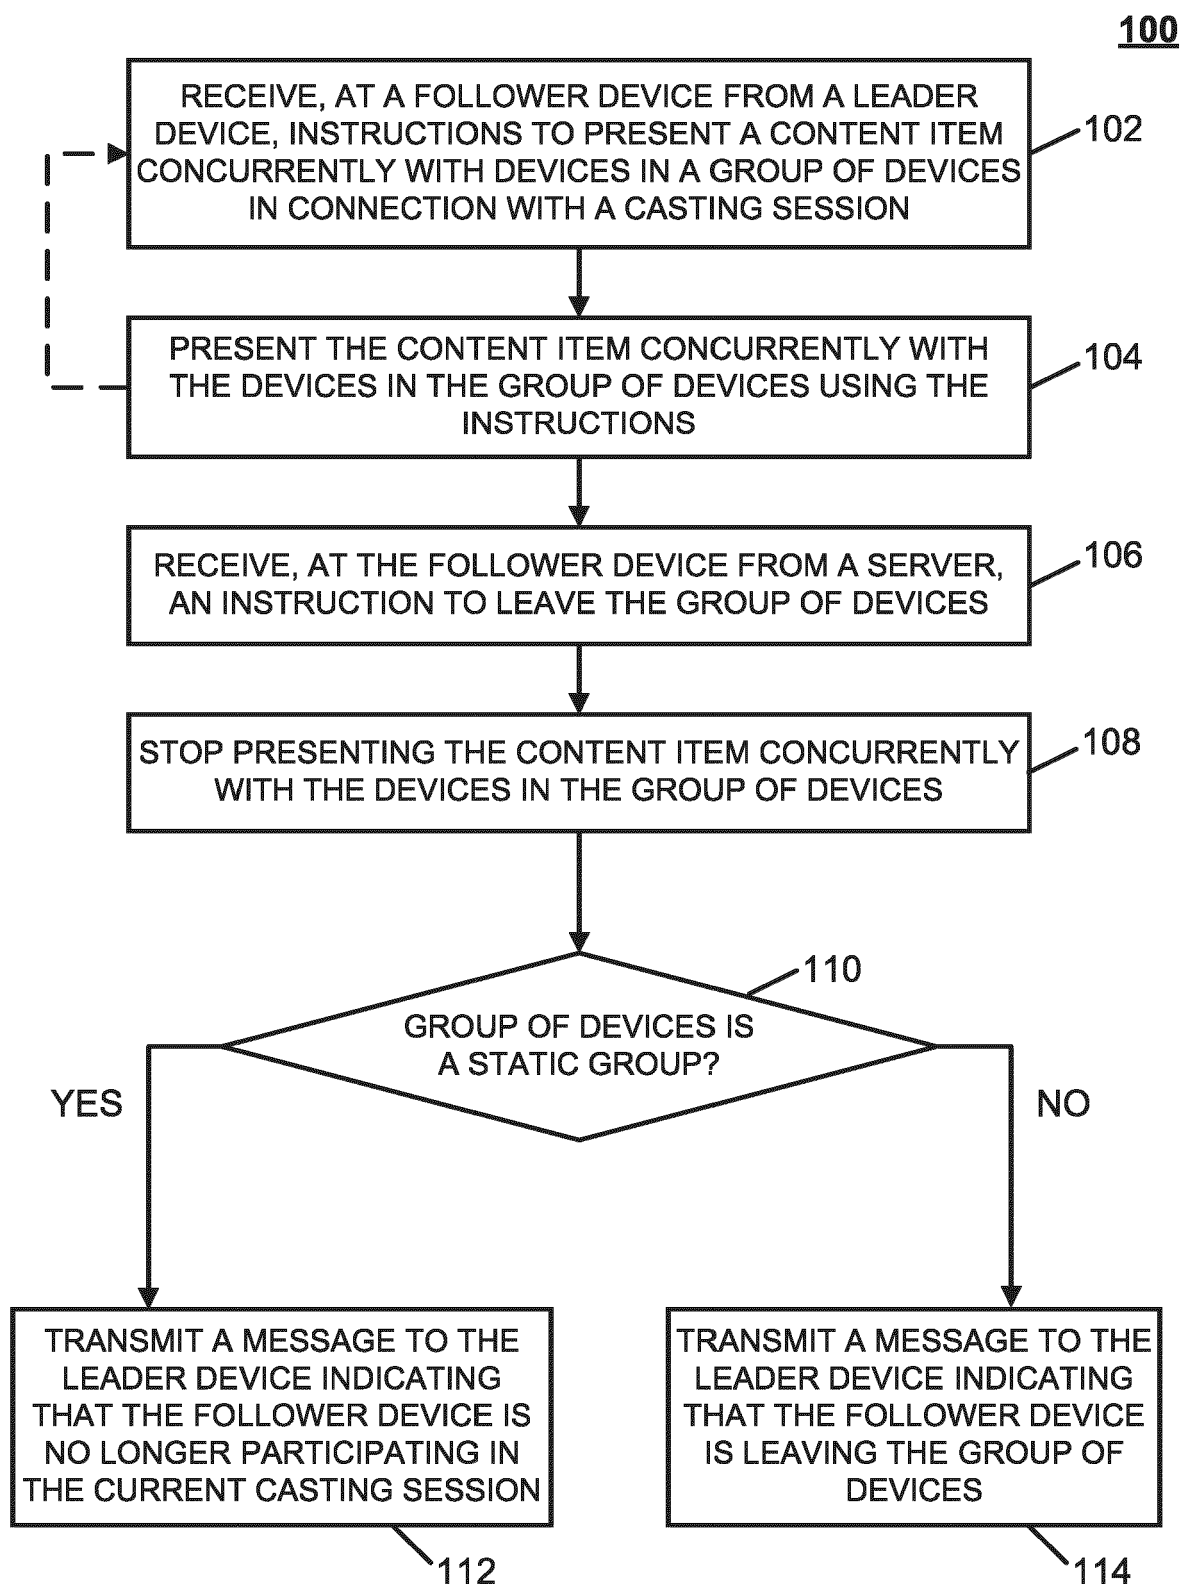 100
RECEIVE, AT A FOLLOWER DEVICE FROM A LEADER
DEVICE, INSTRUCTIONS TO PRESENT A CONTENT ITEM
CONCURRENTLY WITH DEVICES IN A GROUP OF DEVICES
IN CONNECTION WITH A CASTING SESSION
102
PRESENT THE CONTENT ITEM CONCURRENTLY WITH
THE DEVICES IN THE GROUP OF DEVICES USING THE
INSTRUCTIONS
104
RECEIVE, AT THE FOLLOWER DEVICE FROM A SERVER,
AN INSTRUCTION TO LEAVE THE GROUP OF DEVICES
106
STOP PRESENTING THE CONTENT ITEM CONCURRENTLY
WITH THE DEVICES IN THE GROUP OF DEVICES
108
110
GROUP OF DEVICES IS
A STATIC GROUP?
YES
NO
TRANSMIT A MESSAGE TO THE
LEADER DEVICE INDICATING
THAT THE FOLLOWER DEVICE IS
NO LONGER PARTICIPATING IN
THE CURRENT CASTING SESSION
112
TRANSMIT A MESSAGE TO THE
LEADER DEVICE INDICATING
THAT THE FOLLOWER DEVICE
IS LEAVING THE GROUP OF
DEVICES
114